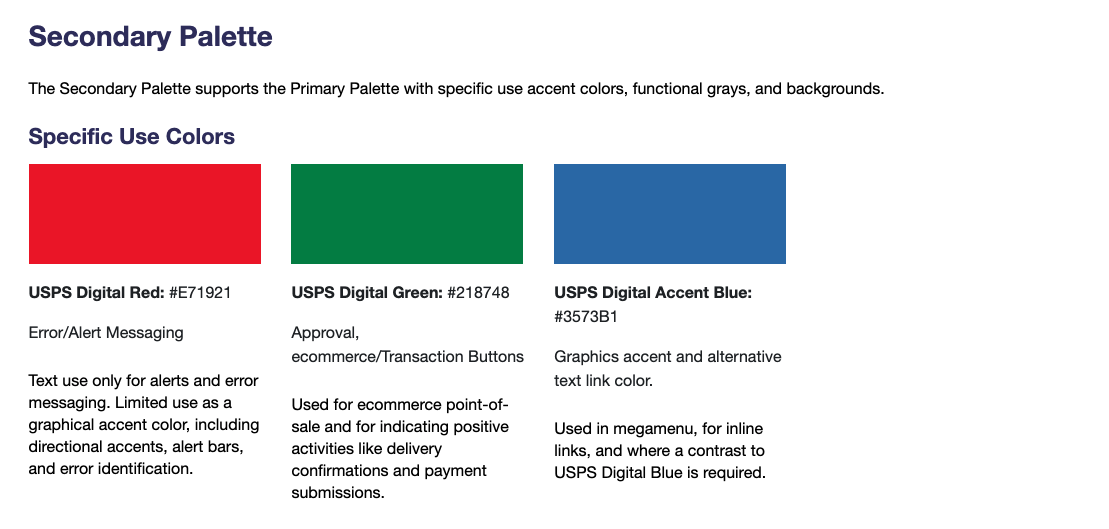 Secondary Palette
The Secondary Palette supports the Primary Palette with specific use accent colors, functional grays, and backgrounds.
Specific Use Colors
USPS Digital Red: #E71921
Error/Alert Messaging
Text use only for alerts and error
messaging. Limited use as a
graphical accent color, including
directional accents, alert bars,
and error identification.
USPS Digital Green: #218748
Approval,
ecommerce/Transaction Buttons
Used for ecommerce point-of-
sale and for indicating positive
activities like delivery
confirmations and payment
submissions.
USPS Digital Accent Blue:
#3573B1
Graphics accent and alternative
text link color.
Used in megamenu, for inline
links, and where a contrast to
USPS Digital Blue is required.